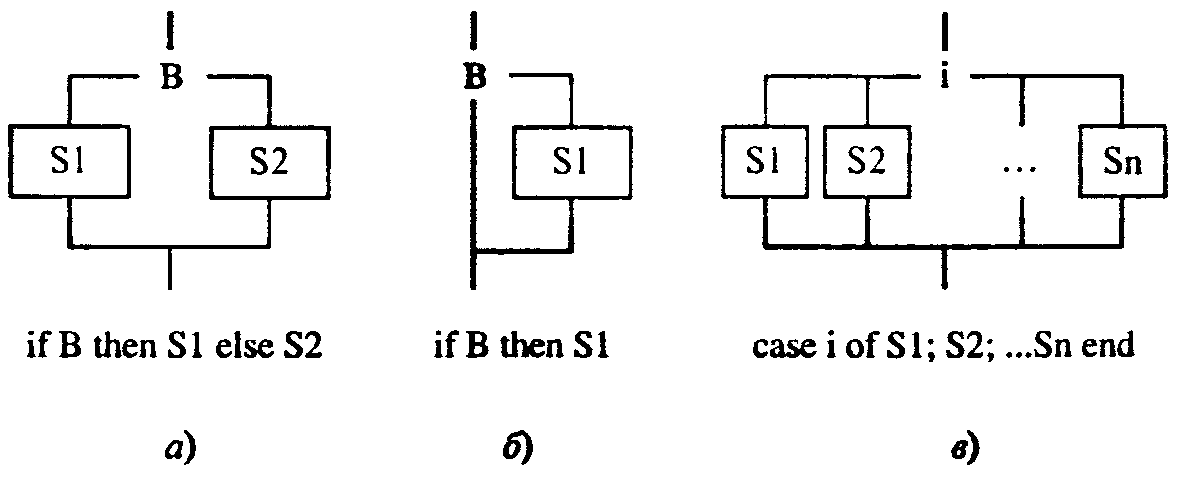 B
B
i
S1
S2
S1
S1
S2
...
Sn
if B then S1 else S2
if B then S1
case i of S1; S2; ...Sn end
а)
б)
в)